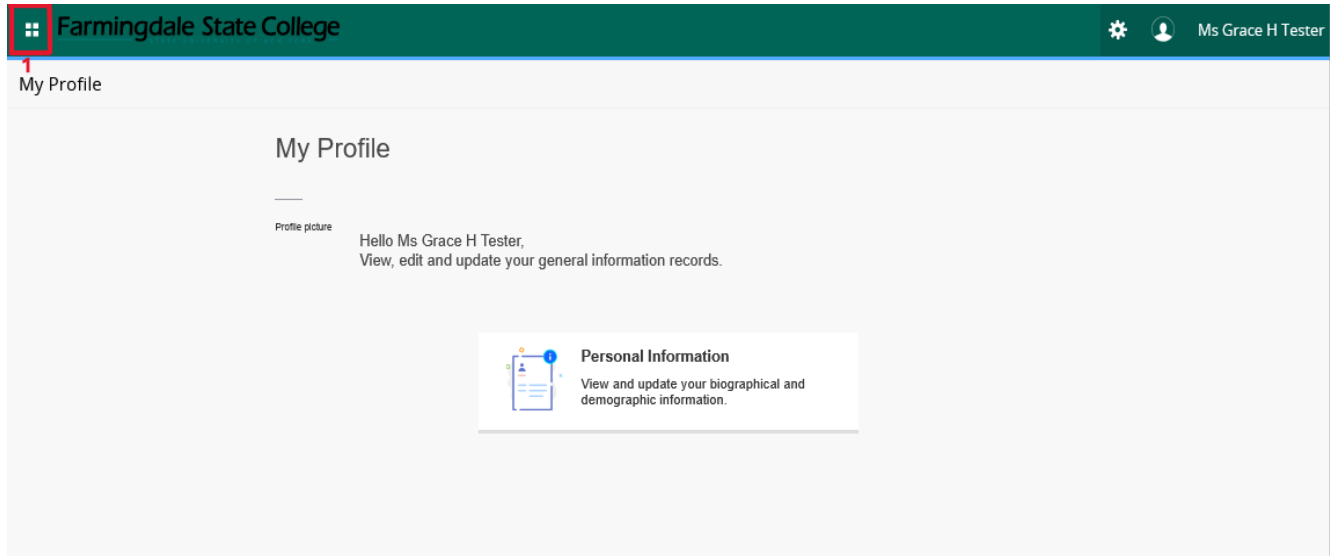 Farmingdale State College
Ms Grace H Tester
1
My Profile
My Profile
Profile picture
Hello Ms Grace H Tester,
View, edit and update your general information records.
Personal Information
View and update your biographical and
demographic information.